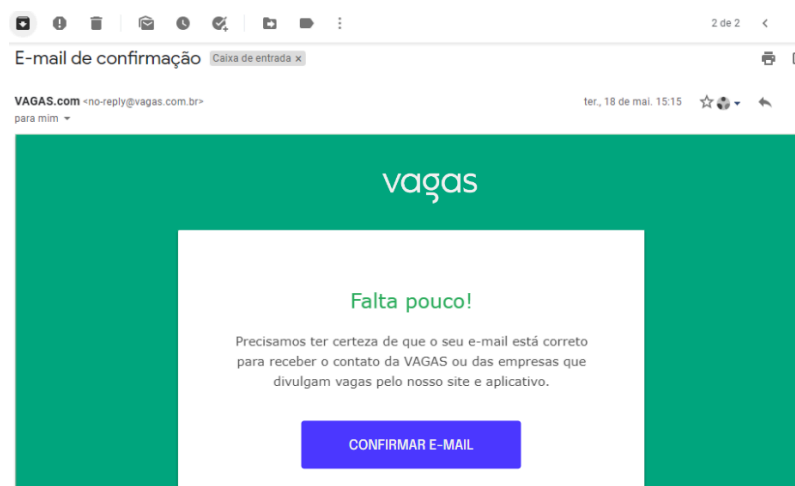 2 de 2
E-mail de confirmação Caixa de entrada x
VAGAS.com <no-reply@vagas.com.br> ter., 18 de mai. 15:15
para mim
vagas
Falta pouco!
Precisamos ter certeza de que o seu e-mail está correto
para receber o contato da VAGAS ou das empresas que
divulgam vagas pelo nosso site e aplicativo.
CONFIRMAR E-MAIL